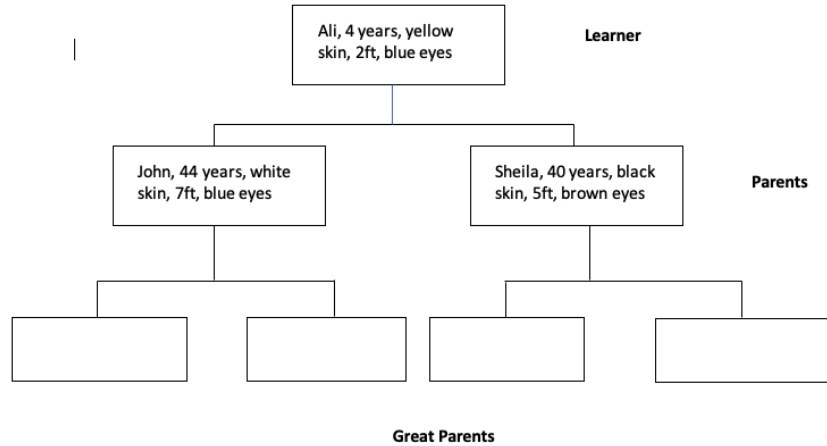 Ali, 4 years, yellow
skin, 2ft, blue eyes
Learner
John, 44 years, white
skin, 7ft, blue eyes
Sheila, 40 years, black
skin, 5ft, brown eyes
Parents
Great Parents